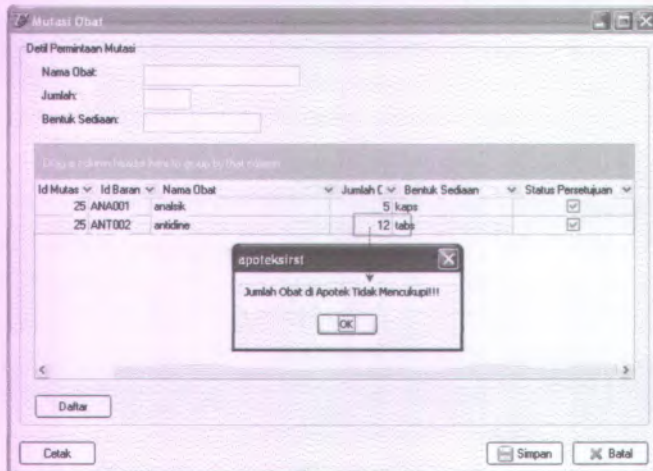 Mutasi Obat
Detil Permintaan Mutasi
Nama Obat:
Jumlah:
Bentuk Sediaan:
Drag a column header here to group by that column
Id Mutas Id Baran Nama Obat Jumlah C Bentuk Sediaan Status Persetujuan
25 ANA001 analsik 5 kaps
25 ANT002 antidine 12 tabs
apoteksirst
Jumlah Obat di Apotek Tidak Mencukupi!!!
OK
Daftar
Cetak Simpan Batal